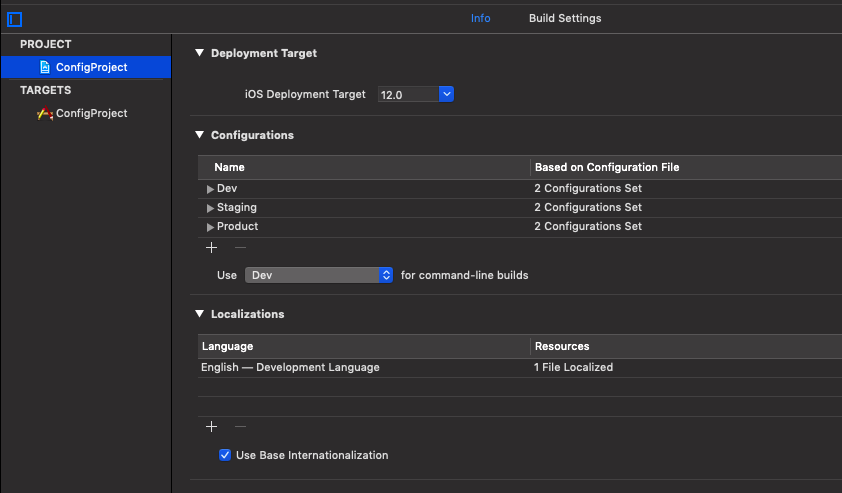 Info Build Settings
PROJECT
ConfigProject
TARGETS
ConfigProject
Deployment Target
iOS Deployment Target 12.0
Configurations
Name Based on Configuration File
Dev 2 Configurations Set
Staging 2 Configurations Set
Product 2 Configurations Set
Use Dev for command-line builds
Localizations
Language Resources
English — Development Language 1 File Localized
Use Base Internationalization